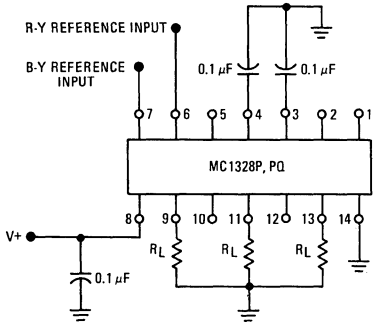 R-Y REFERENCE INPUT
B-Y REFERENCE
INPUT
0.1 µF
0.1 µF
7 6 5 4 3 2 1
MC1328P, PQ
8 9 10 11 12 13 14
V+
RL RL RL
0.1 µF